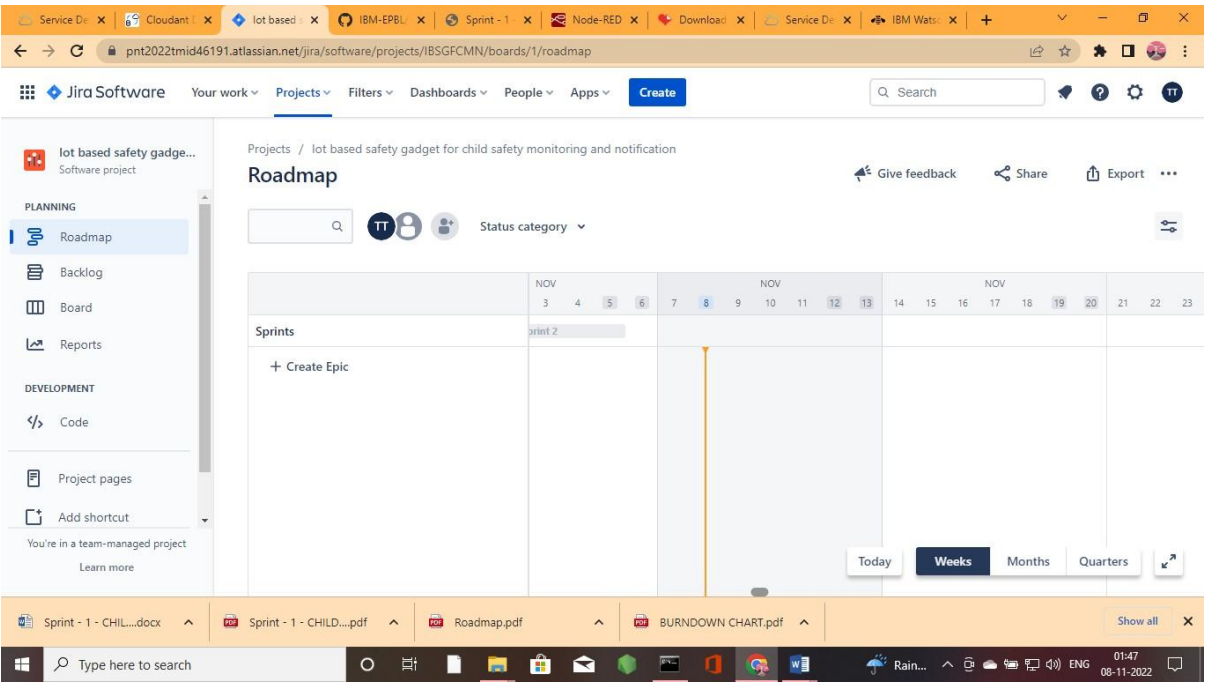 Service De
Cloudant
Iot based s
IBM-EPBL/
Sprint - 1 -
Node-RED
Download
Service De
IBM Watso
pnt2022tmid46191.atlassian.net/jira/software/projects/IBSGFCMN/boards/1/roadmap
Jira Software Your work Projects Filters Dashboards People Apps Create Search TT
Iot based safety gadge...
Software project
PLANNING
Roadmap
Backlog
Board
Reports
DEVELOPMENT
Code
Project pages
Add shortcut
You're in a team-managed project
Learn more
Projects / Iot based safety gadget for child safety monitoring and notification
Roadmap
Give feedback Share Export
TT Status category
NOV NOV NOV
3 4 5 6 7 8 9 10 11 12 13 14 15 16 17 18 19 20 21 22 23
Sprints print 2
+ Create Epic
Today Weeks Months Quarters
Sprint - 1 - CHIL....docx Sprint - 1 - CHILD....pdf Roadmap.pdf BURNDOWN CHART.pdf Show all
Type here to search Rain... ENG 01:47
08-11-2022